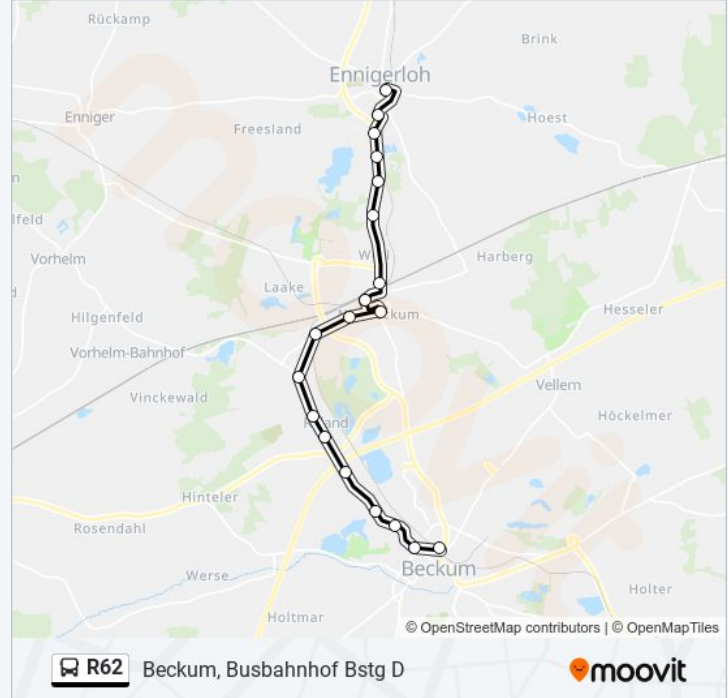 Rückamp
Brink
Ennigerloh
Enniger
Hoest
Freesland
Vorhelm
Harberg
Laake
Hilgenfeld
Hesseler
Vorhelm-Bahnhof
Vellern
Vinckewald
Höckelmer
Hinteler
Rosendahl
Werse
Beckum
Holter
Holtmar
© OpenStreetMap contributors | © OpenMapTiles
R62 Beckum, Busbahnhof Bstg D moovit